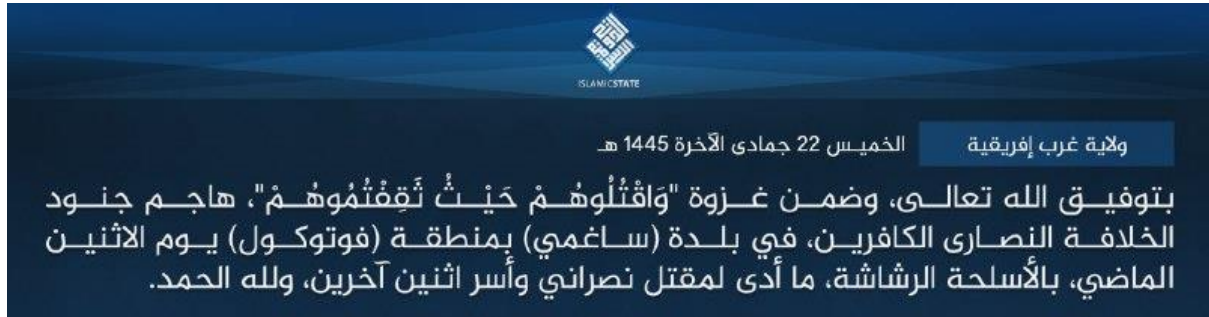 ISLAMICSTATE
ولاية غرب إفريقية الخميس 22 جمادى الآخرة 1445 هـ
بتوفيق الله تعالى، وضمن غزوة "وَاقْتُلُوهُمْ حَيْثُ ثَقِفْتُمُوهُمْ"، هاجم جنود
الخلافة النصارى الكافرين، في بلدة (ساغمي) بمنطقة (فوتوكول) يوم الاثنين
الماضي، بالأسلحة الرشاشة، ما أدى لمقتل نصراني وأسر اثنين آخرين، ولله الحمد.